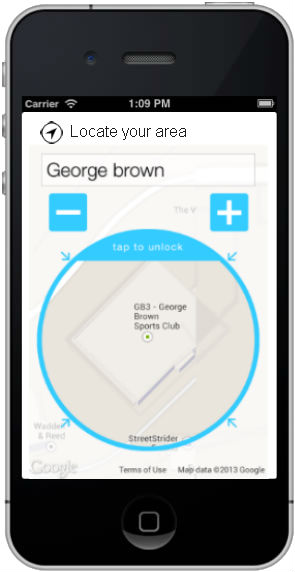 Carrier 1:09 PM
Locate your area
George brown
The V
tap to unlock
GB3 - George
Brown
Sports Club
Wadde
& Reed
StreetStrider
Google
Terms of Use Map data ©2013 Google